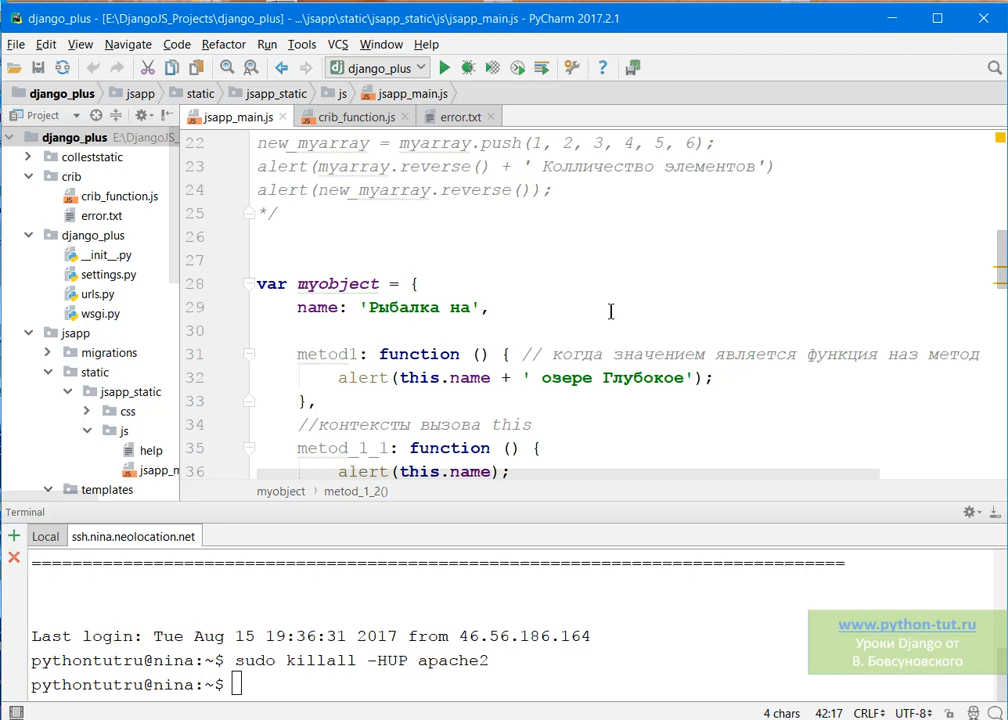 django_plus - [E:\DjangoJS_Projects\django_plus] - ...\jsapp\static\jsapp_static\js\jsapp_main.js - PyCharm 2017.2.1
File Edit View Navigate Code Refactor Run Tools VCS Window Help
django_plus
django_plus jsapp static jsapp_static js jsapp_main.js
Project
jsapp_main.js crib_function.js error.txt
django_plus E:\DjangoJS_
colleststatic
crib
crib_function.js
error.txt
django_plus
__init__.py
settings.py
urls.py
wsgi.py
jsapp
migrations
static
jsapp_static
css
js
help
jsapp_m
templates
22 new_myarray = myarray.push(1, 2, 3, 4, 5, 6);
23 alert(myarray.reverse() + ' Колличество элементов')
24 alert(new_myarray.reverse());
25 */
26
27
28 var myobject = {
29 name: 'Рыбалка на',
30
31 metod1: function () { // когда значением является функция наз метод
32 alert(this.name + ' озере Глубокое');
33 },
34 //контексты вызова this
35 metod_1_1: function () {
36 alert(this.name);
myobject metod_1_2()
Terminal
Local ssh.nina.neolocation.net
================================================================================
Last login: Tue Aug 15 19:36:31 2017 from 46.56.186.164
pythontutru@nina:~$ sudo killall -HUP apache2
pythontutru@nina:~$
www.python-tut.ru
Уроки Django от
В. Бовсуновского
4 chars 42:17 CRLF UTF-8